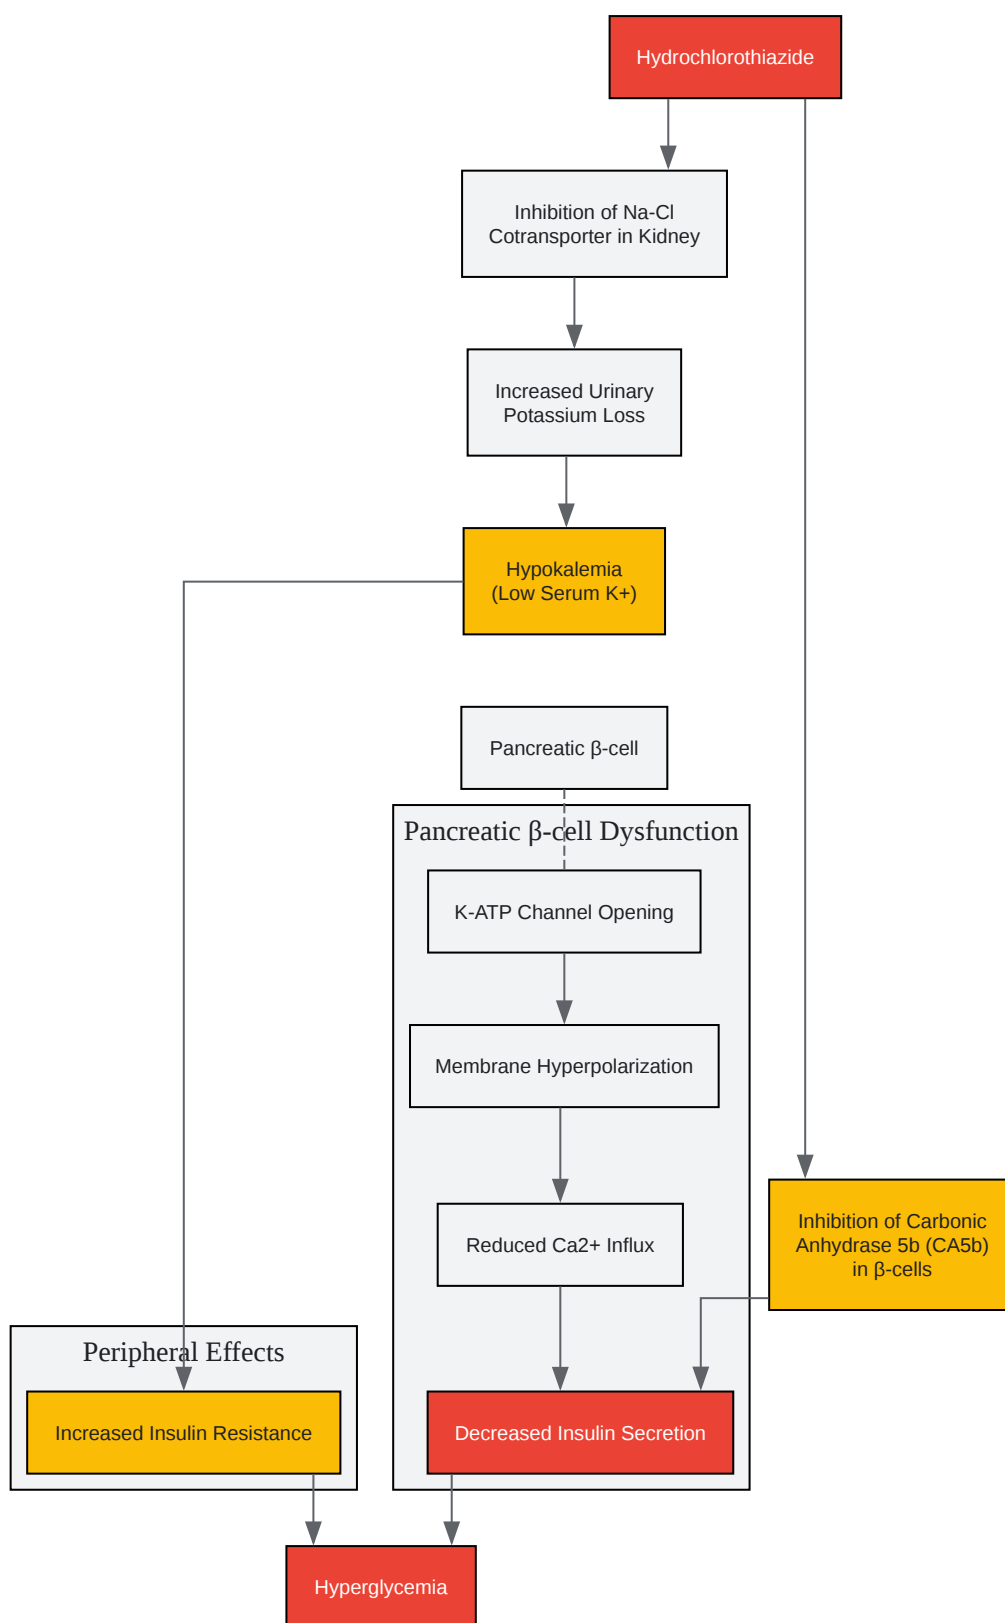 Hydrochlorothiazide
Inhibition of Na-Cl
Cotransporter in Kidney
Increased Urinary
Potassium Loss
Hypokalemia
(Low Serum K+)
Pancreatic β-cell
Pancreatic β-cell Dysfunction
K-ATP Channel Opening
Membrane Hyperpolarization
Inhibition of Carbonic
Anhydrase 5b (CA5b)
in β-cells
Reduced Ca2+ Influx
Peripheral Effects
Increased Insulin Resistance
Decreased Insulin Secretion
Hyperglycemia